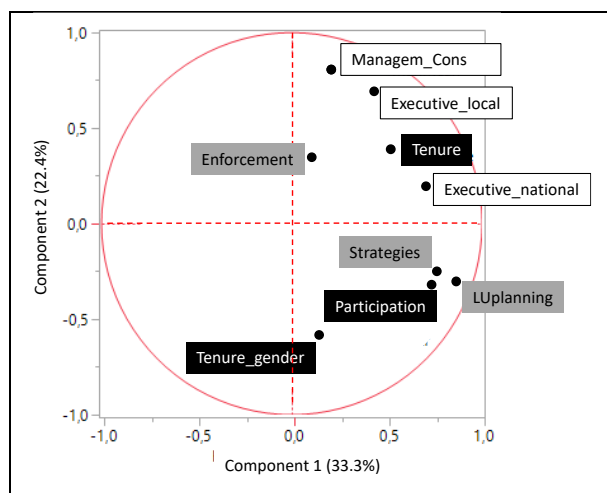 1,0
Managem_Cons
Executive_local
0,5
Enforcement
Tenure
Executive_national
0,0
Strategies
LUplanning
Participation
-0,5
Tenure_gender
-1,0
-1,0
-0,5
0,0
0,5
1,0
Component 1 (33.3%)
Component 2 (22.4%)